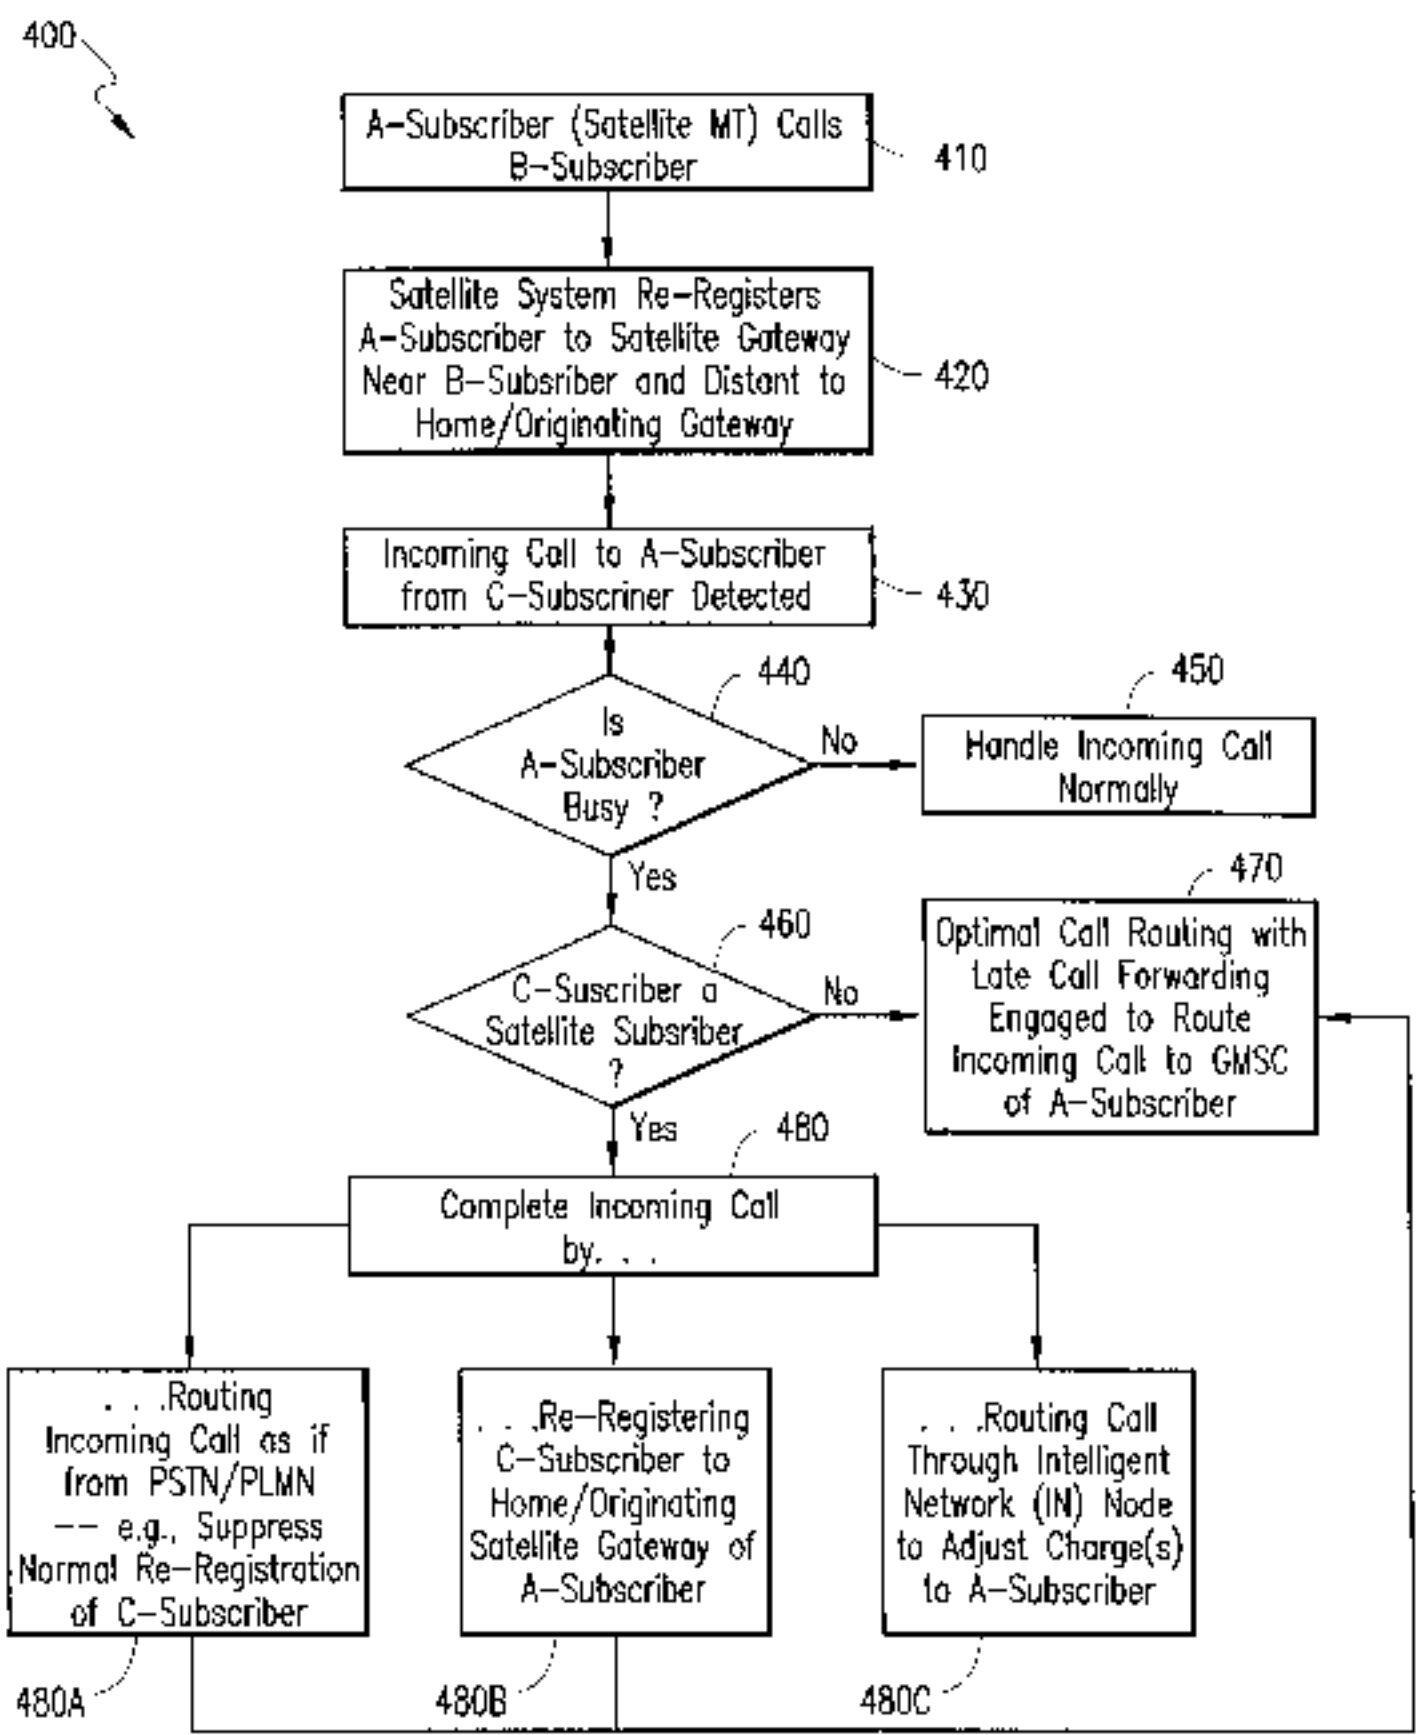 400
A-Subscriber (Satellite MT) Calls
B-Subscriber
410
Satellite System Re-Registers
A-Subscriber to Satellite Gateway
Near B-Subsriber and Distant to
Home/Originating Gateway
420
Incoming Call to A-Subscriber
from C-Subscriner Detected
430
440
Is
A-Subscriber
Busy ?
No
450
Handle Incoming Call
Normally
Yes
460
C-Suscriber a
Satellite Subsriber
?
No
470
Optimal Call Routing with
Late Call Forwarding
Engaged to Route
Incoming Call to GMSC
of A-Subscriber
Yes
480
Complete Incoming Call
by. . .
. . .Routing
Incoming Call as if
from PSTN/PLMN
-- e.g., Suppress
Normal Re-Registration
of C-Subscriber
480A
. . .Re-Registering
C-Subscriber to
Home/Originating
Satellite Gateway of
A-Subscriber
480B
. . .Routing Call
Through Intelligent
Network (IN) Node
to Adjust Charge(s)
to A-Subscriber
480C